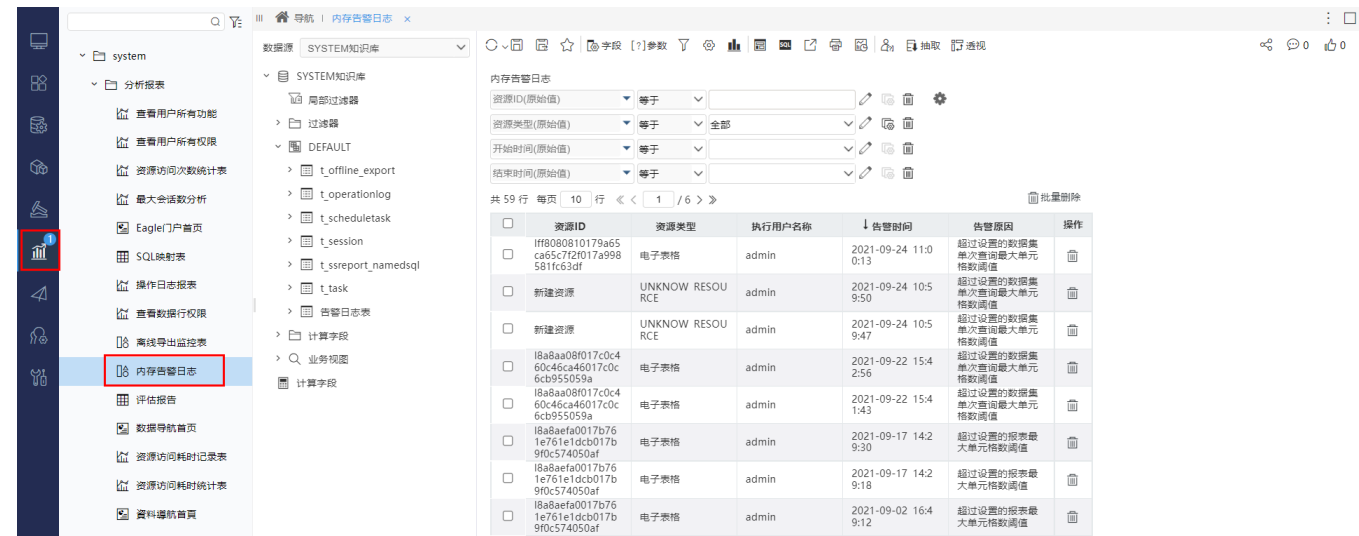 导航 | 内存告警日志 ×
system
分析报表
查看用户所有功能
查看用户所有权限
资源访问次数统计表
最大会话数分析
Eagle门户首页
SQL映射表
操作日志报表
查看数据行权限
离线导出监控表
内存告警日志
评估报告
数据导航首页
资源访问耗时记录表
资源访问耗时统计表
資料導航首頁
1
数据源 SYSTEM知识库
SYSTEM知识库
局部过滤器
过滤器
DEFAULT
t_offline_export
t_operationlog
t_scheduletask
t_session
t_ssreport_namedsql
t_task
告警日志表
计算字段
业务视图
计算字段
字段 [?]参数 SQL 抽取 透视 0 0
内存告警日志
资源ID(原始值) 等于
资源类型(原始值) 等于 全部
开始时间(原始值) 等于
结束时间(原始值) 等于
共 59 行 每页 10 行 ≪ < 1 / 6 > ≫ 批量删除
资源ID 资源类型 执行用户名称 ↓告警时间 告警原因 操作
Iff8080810179a65
ca65c7f2f017a998
581fc63df
电子表格 admin
2021-09-24 11:0
0:13
超过设置的数据集
单次查询最大单元
格数阈值
新建资源
UNKNOW RESOU
RCE
admin
2021-09-24 10:5
9:50
超过设置的数据集
单次查询最大单元
格数阈值
新建资源
UNKNOW RESOU
RCE
admin
2021-09-24 10:5
9:47
超过设置的数据集
单次查询最大单元
格数阈值
I8a8aa08f017c0c4
60c46ca46017c0c
6cb955059a
电子表格 admin
2021-09-22 15:4
2:56
超过设置的数据集
单次查询最大单元
格数阈值
I8a8aa08f017c0c4
60c46ca46017c0c
6cb955059a
电子表格 admin
2021-09-22 15:4
1:43
超过设置的数据集
单次查询最大单元
格数阈值
I8a8aefa0017b76
1e761e1dcb017b
9f0c574050af
电子表格 admin
2021-09-17 14:2
9:30
超过设置的报表最
大单元格数阈值
I8a8aefa0017b76
1e761e1dcb017b
9f0c574050af
电子表格 admin
2021-09-17 14:2
9:18
超过设置的报表最
大单元格数阈值
I8a8aefa0017b76
1e761e1dcb017b
9f0c574050af
电子表格 admin
2021-09-02 16:4
9:12
超过设置的报表最
大单元格数阈值